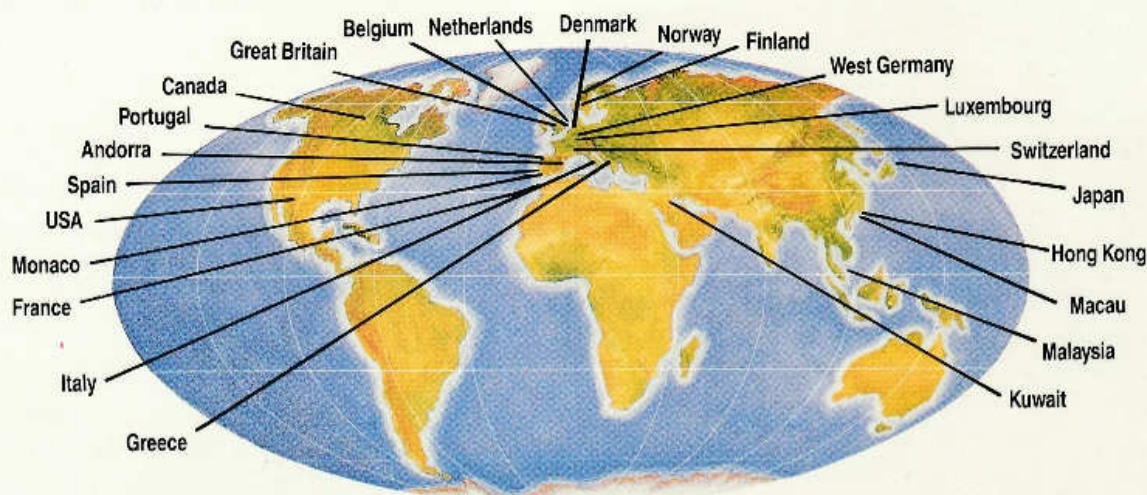 Belgium
Netherlands
Denmark
Norway
Finland
Great Britain
West Germany
Canada
Luxembourg
Portugal
Andorra
Switzerland
Spain
Japan
USA
Hong Kong
Monaco
France
Macau
Malaysia
Italy
Kuwait
Greece